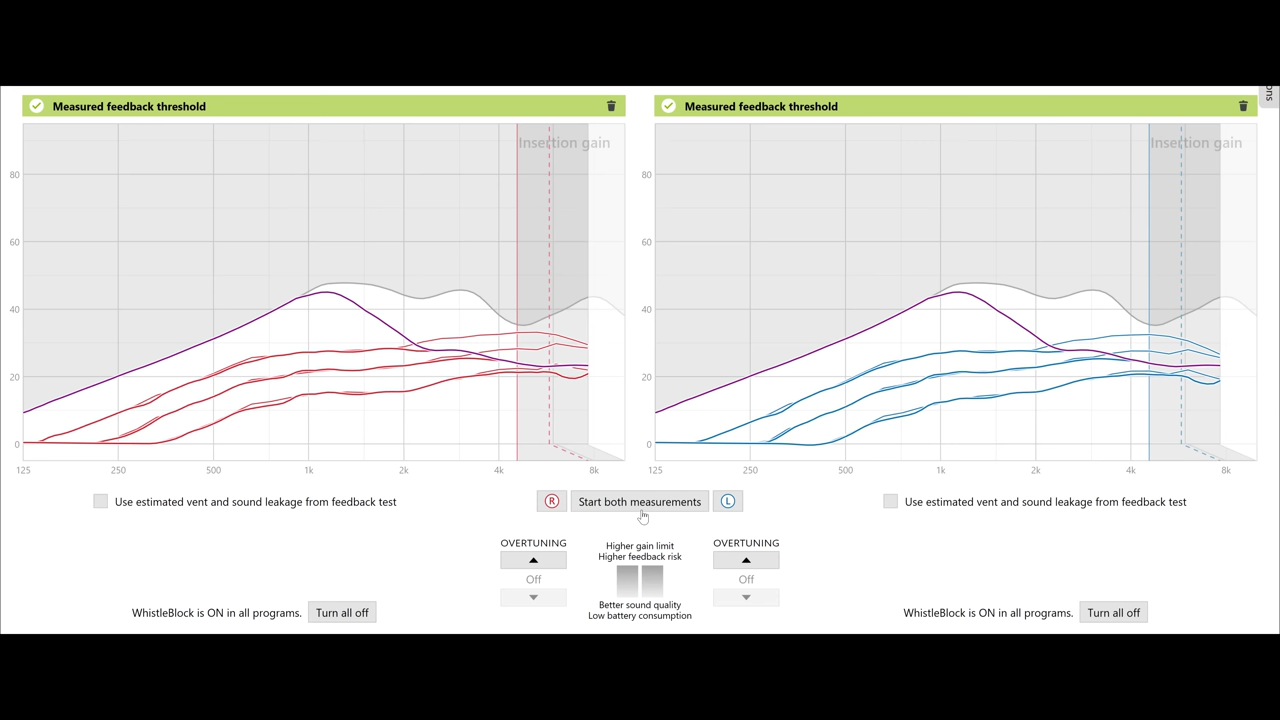 Measured feedback threshold
Insertion gain
80
60
40
20
0
125 250 500 1k 2k 4k 8k
Measured feedback threshold
Insertion gain
80
60
40
20
0
125 250 500 1k 2k 4k 8k
ons
Use estimated vent and sound leakage from feedback test
R
Start both measurements
L
Use estimated vent and sound leakage from feedback test
OVERTUNING
Off
Higher gain limit
Higher feedback risk
Better sound quality
Low battery consumption
OVERTUNING
Off
WhistleBlock is ON in all programs.
Turn all off
WhistleBlock is ON in all programs.
Turn all off